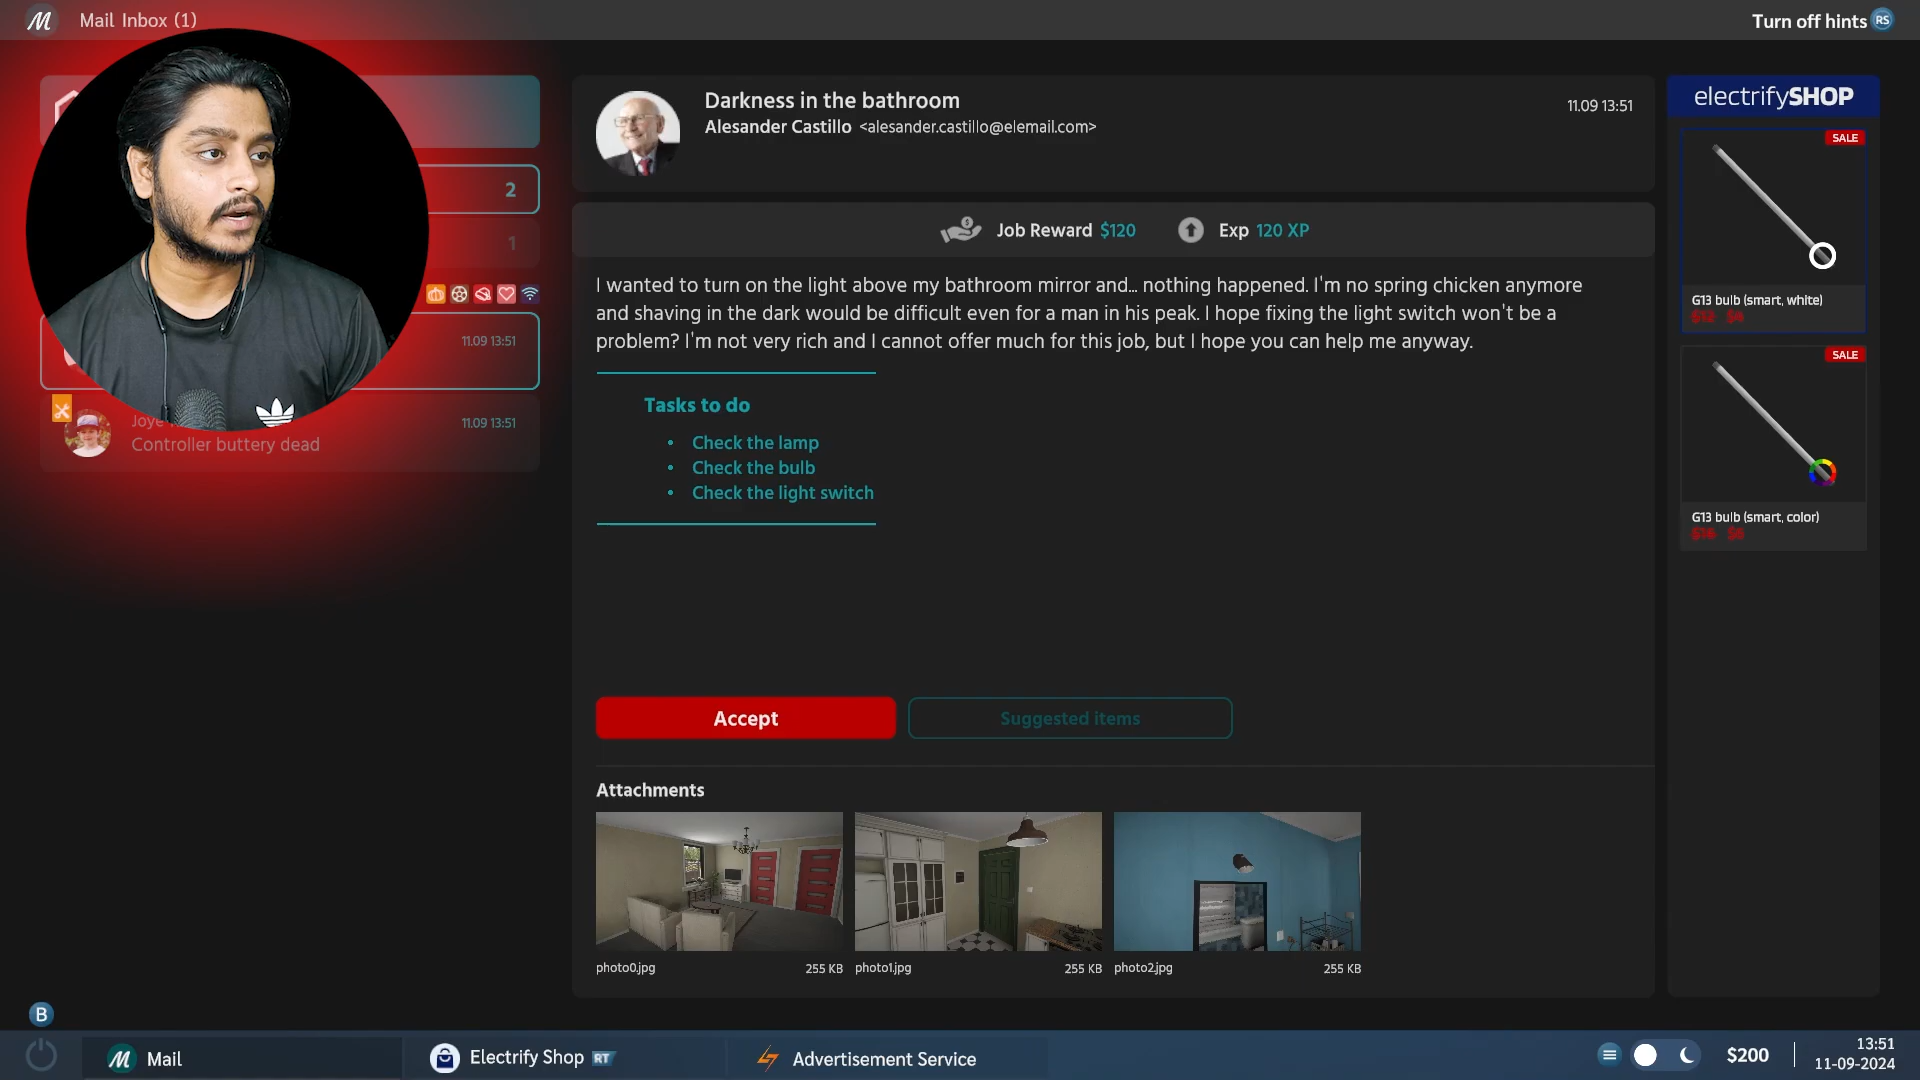 Mail Inbox (1)
Turn off hints RS
2
1
11.09 13:51
Joye
Controller buttery dead
11.09 13:51
Darkness in the bathroom
Alesander Castillo <alesander.castillo@elemail.com>
11.09 13:51
Job Reward $120
Exp 120 XP
I wanted to turn on the light above my bathroom mirror and... nothing happened. I'm no spring chicken anymore
and shaving in the dark would be difficult even for a man in his peak. I hope fixing the light switch won't be a
problem? I'm not very rich and I cannot offer much for this job, but I hope you can help me anyway.
Tasks to do
• Check the lamp
• Check the bulb
• Check the light switch
Accept
Suggested items
Attachments
photo0.jpg 255 KB
photo1.jpg 255 KB
photo2.jpg 255 KB
electrifySHOP
SALE
G13 bulb (smart, white)
$12 $4
SALE
G13 bulb (smart, color)
B
Mail
Electrify Shop RT
Advertisement Service
$200
13:51
11-09-2024